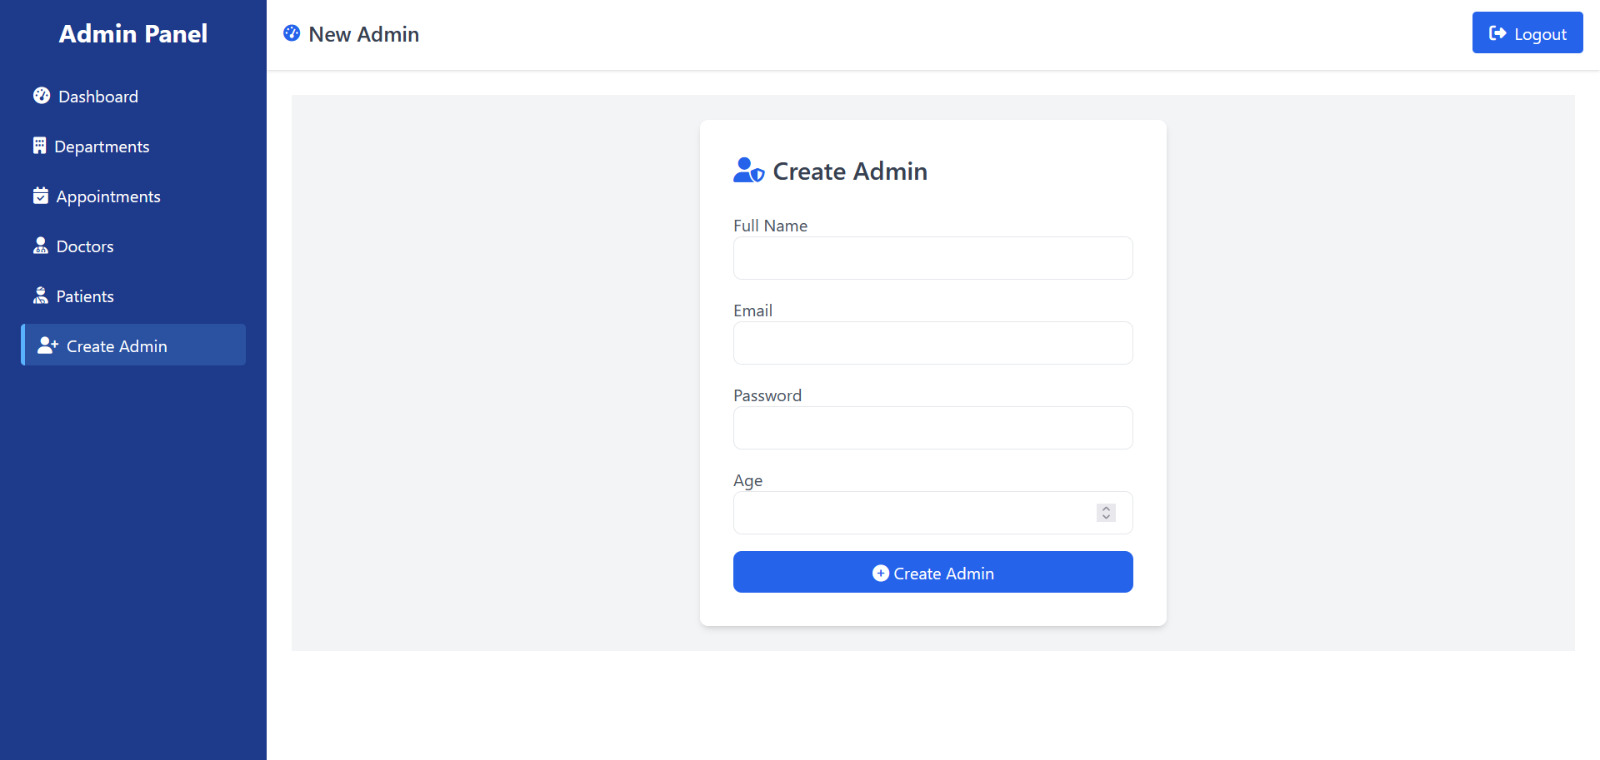 Admin Panel
Dashboard
Departments
Appointments
Doctors
Patients
Create Admin
New Admin
Logout
Create Admin
Full Name
Email
Password
Age
Create Admin